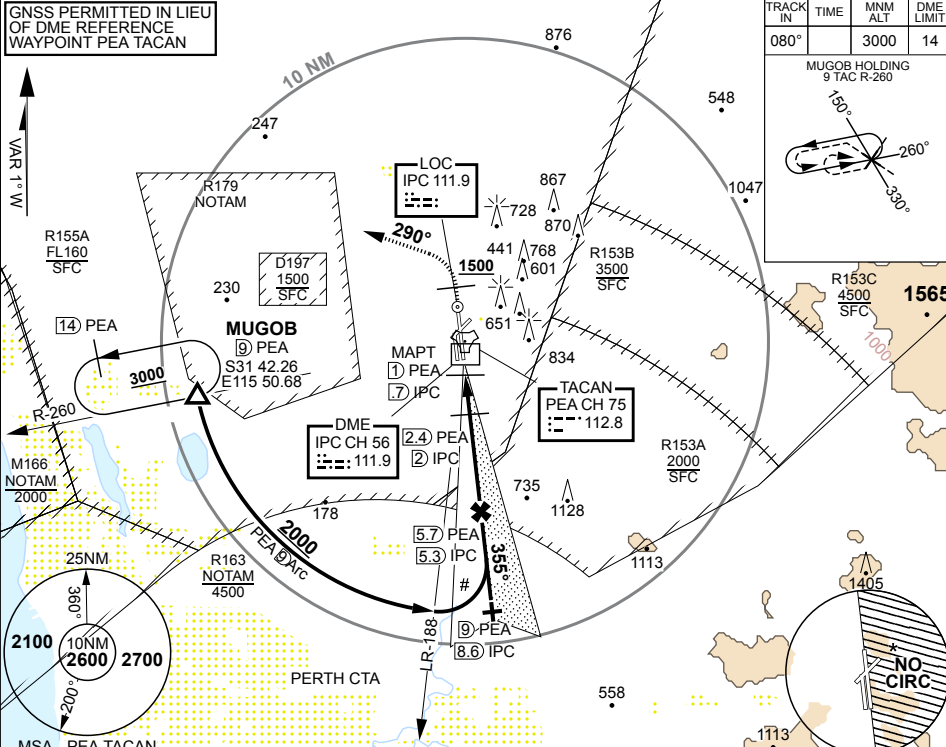 GNSS PERMITTED IN LIEU
OF DME REFERENCE
WAYPOINT PEA TACAN
TRACK IN
TIME
MNM ALT
DME LIMIT
080°
3000
14
MUGOB HOLDING
9 TAC R-260
150°
260°
330°
VAR 1° W
10 NM
876
548
247
1047
R179
NOTAM
LOC
IPC 111.9
867
728
870
290°
441
768
601
1500
R155A
FL160
SFC
D197
1500
SFC
R153B
3500
SFC
R153C
4500
SFC
1565
230
651
834
1000
14 PEA
MUGOB
9 PEA
S31 42.26
E115 50.68
MAPT
1 PEA
.7 IPC
3000
R-260
TACAN
PEA CH 75
112.8
DME
IPC CH 56
111.9
2.4 PEA
2 IPC
R153A
2000
SFC
M166
NOTAM
2000
178
735
1128
2000
PEA 9 Arc
5.7 PEA
5.3 IPC
355°
1113
R163
NOTAM
4500
#
1405
25NM
360°
2100
10NM
2600
2700
200°
LR-188
9 PEA
8.6 IPC
PERTH CTA
558
*
NO
CIRC
1113
MSA PEA TACAN